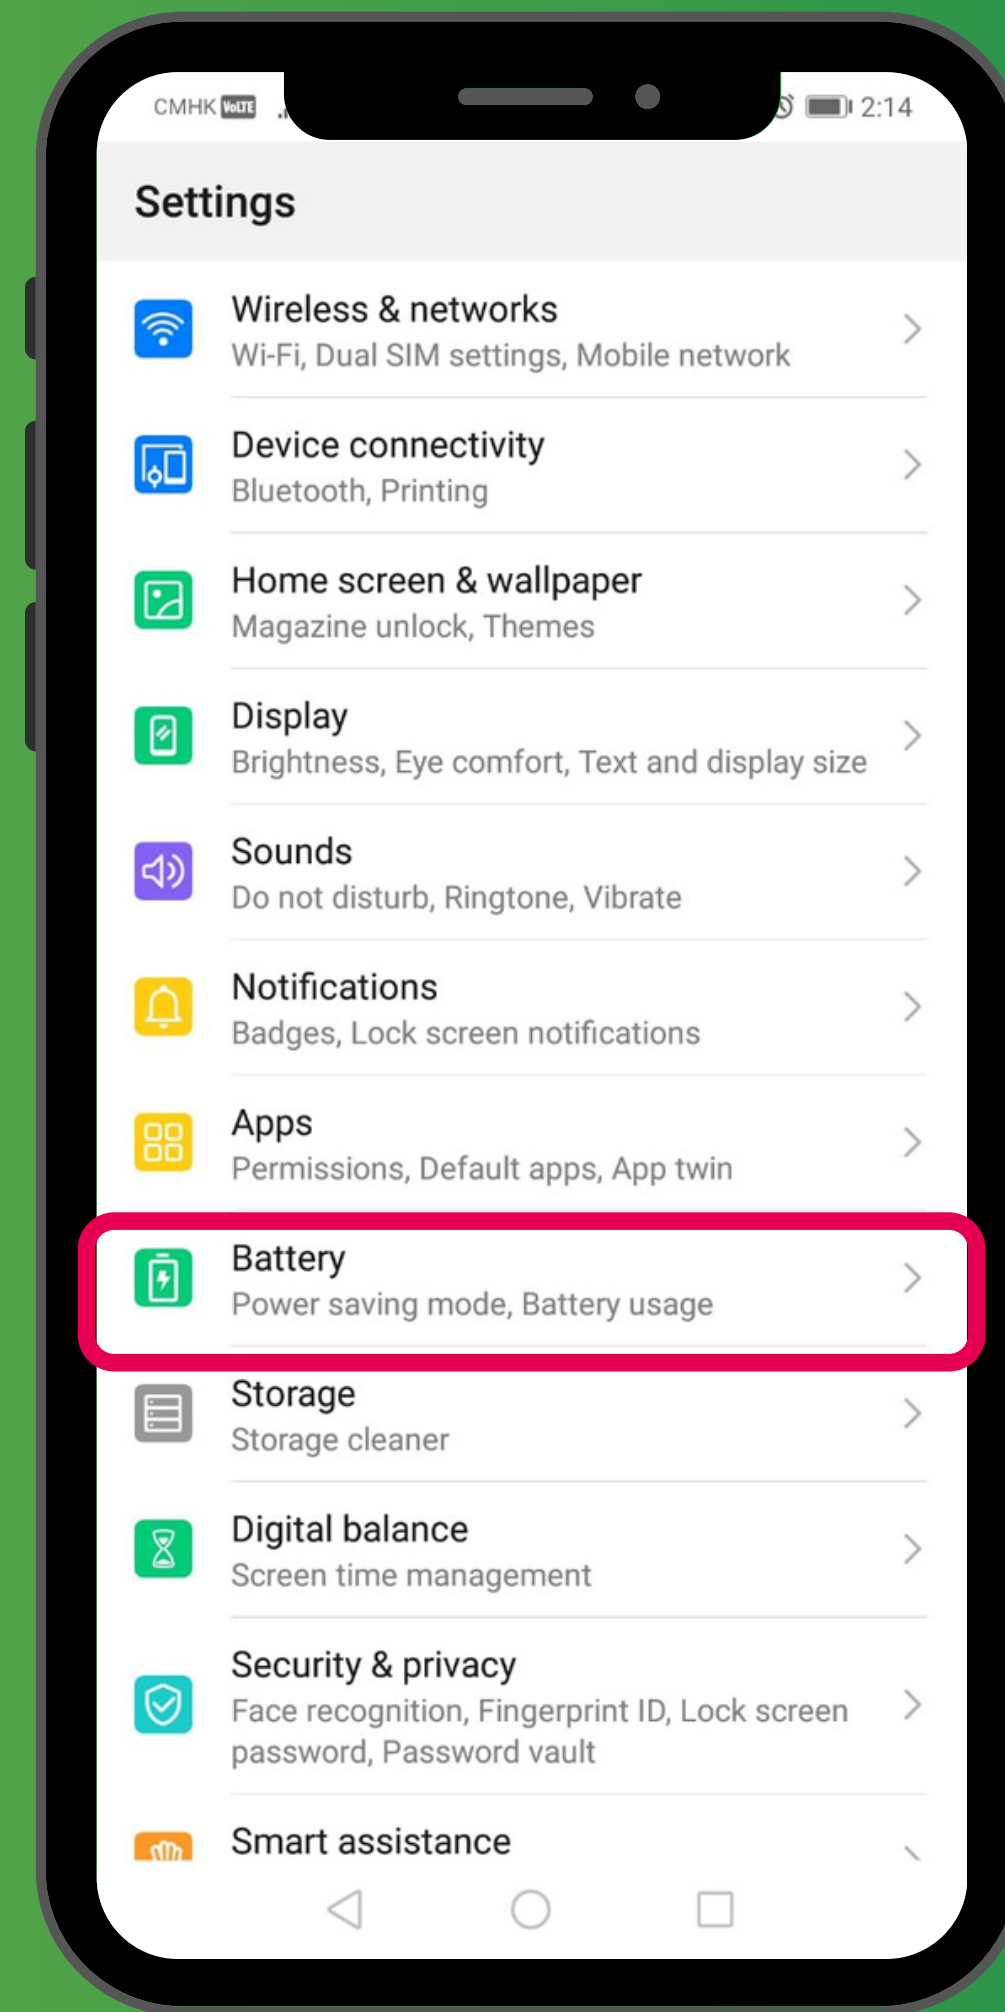 CMHK VoLTE 2:14
Settings
Wireless & networks
Wi-Fi, Dual SIM settings, Mobile network
Device connectivity
Bluetooth, Printing
Home screen & wallpaper
Magazine unlock, Themes
Display
Brightness, Eye comfort, Text and display size
Sounds
Do not disturb, Ringtone, Vibrate
Notifications
Badges, Lock screen notifications
Apps
Permissions, Default apps, App twin
Battery
Power saving mode, Battery usage
Storage
Storage cleaner
Digital balance
Screen time management
Security & privacy
Face recognition, Fingerprint ID, Lock screen
password, Password vault
Smart assistance